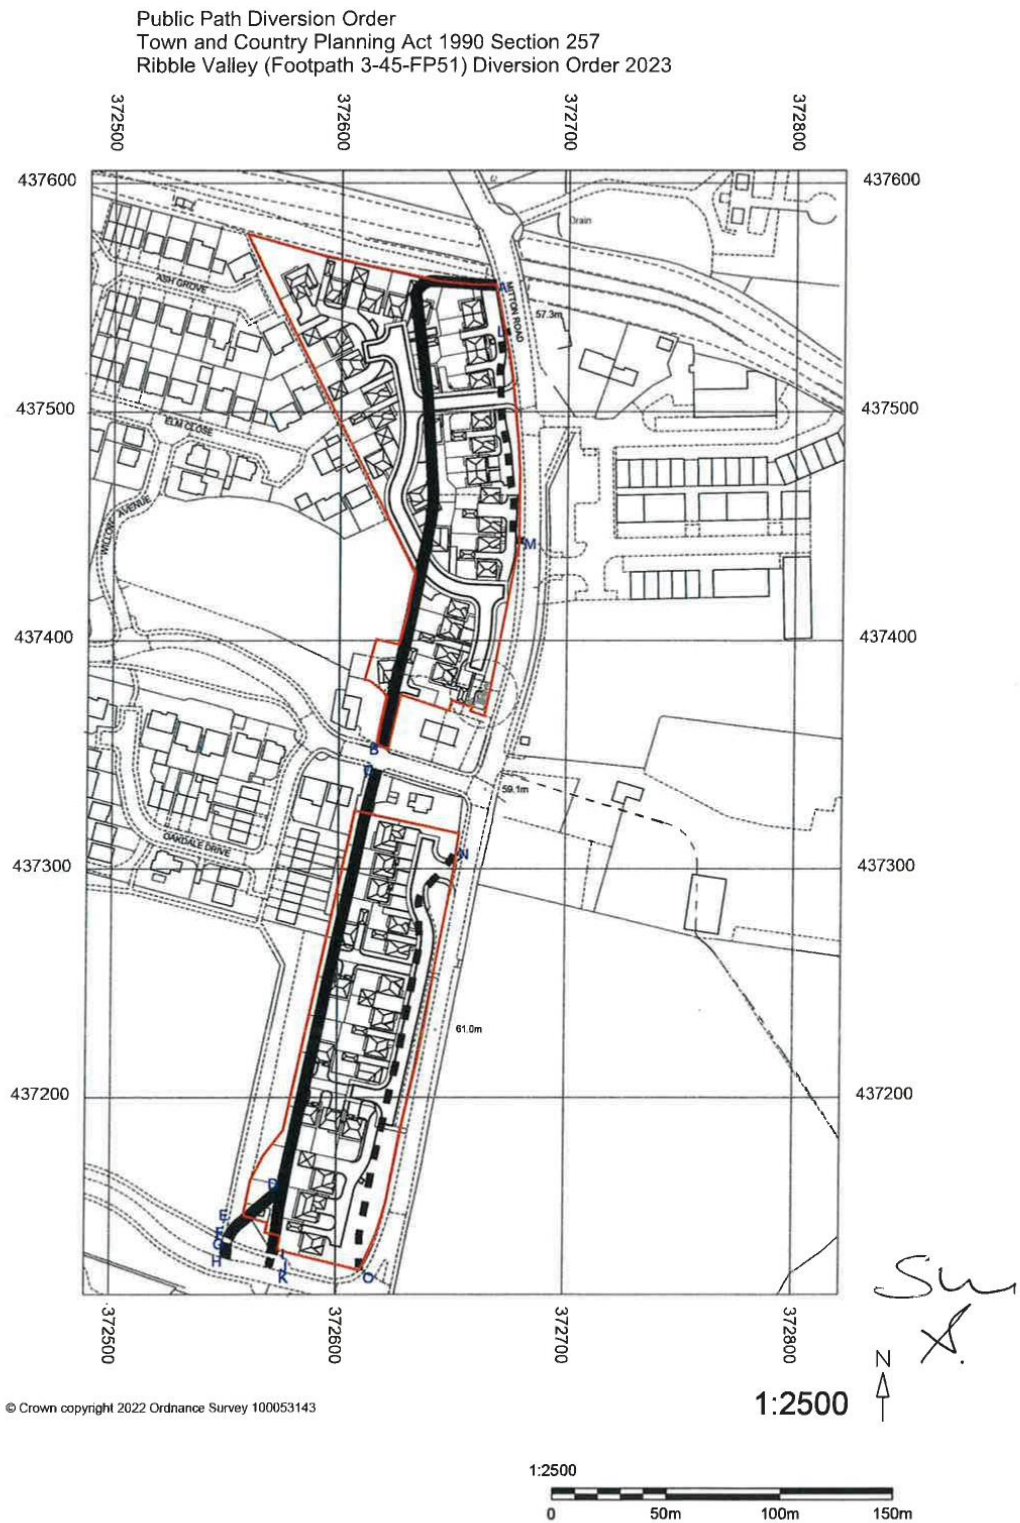 Public Path Diversion Order
Town and Country Planning Act 1990 Section 257
Ribble Valley (Footpath 3-45-FP51) Diversion Order 2023
372500
372600
372700
372800
437600
437600
Drain
ASH GROVE
A
MITTON ROAD
57.3m
L
437500
437500
ELM CLOSE
WILLOW AVENUE
M
437400
437400
B
59.1m
OAKDALE DRIVE
N
437300
437300
61.0m
437200
437200
D
E
F
G
H
I
J
K
O
372500
372600
372700
372800
N
1:2500
© Crown copyright 2022 Ordnance Survey 100053143
1:2500
0 50m 100m 150m